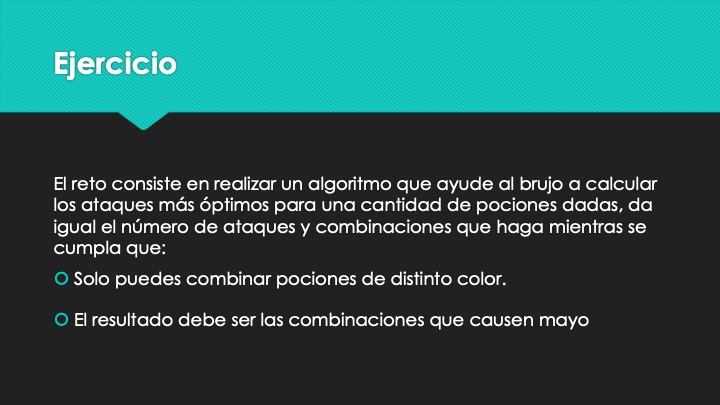 Ejercicio
El reto consiste en realizar un algoritmo que ayude al brujo a calcular
los ataques más óptimos para una cantidad de pociones dadas, da
igual el número de ataques y combinaciones que haga mientras se
cumpla que:
Solo puedes combinar pociones de distinto color.
El resultado debe ser las combinaciones que causen mayo